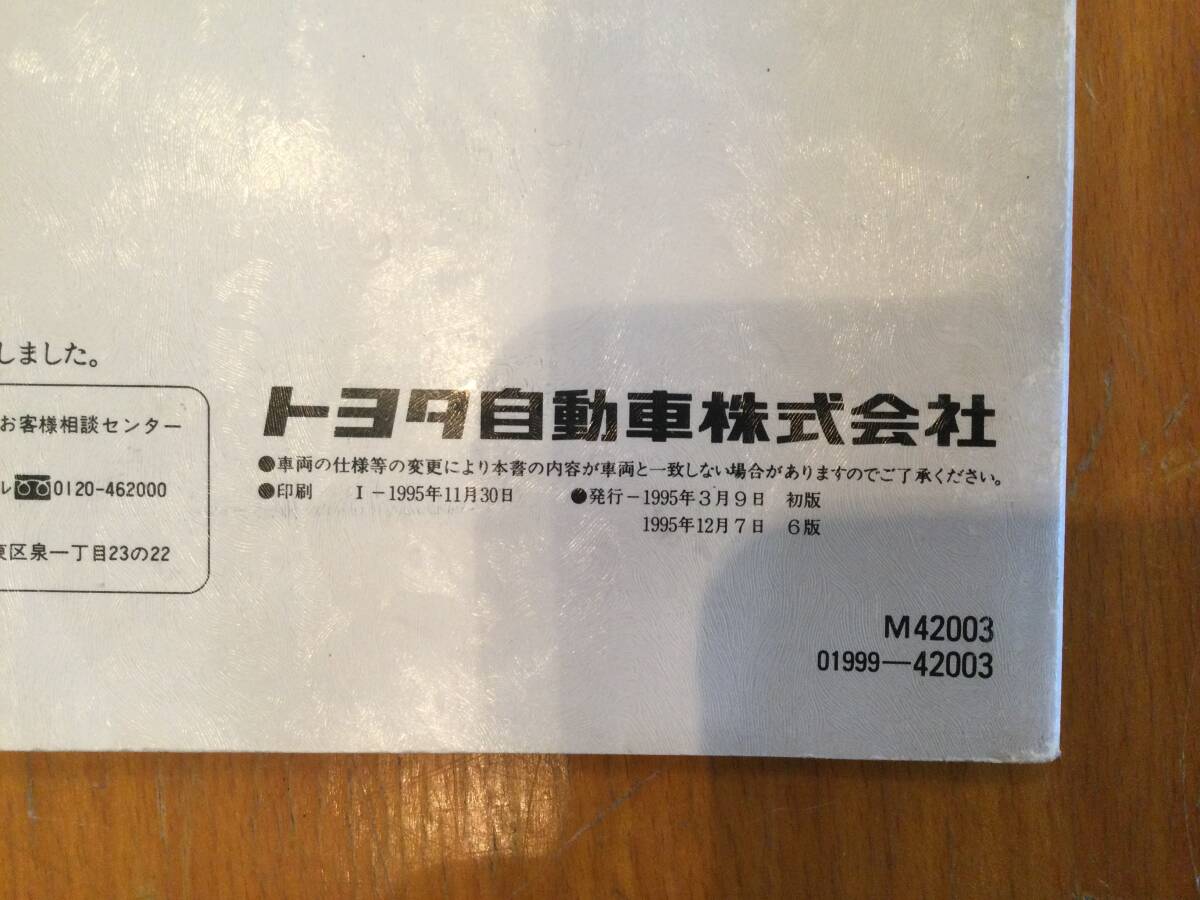 しました。
お客様相談センター
ル 0120-462000
東区泉一丁目23の22
トヨタ自動車株式会社
●車両の仕様等の変更により本書の内容が車両と一致しない場合がありますのでご了承ください。
●印刷 I－1995年11月30日 ●発行－1995年3月9日 初版
1995年12月7日 6版
M42003
01999―42003